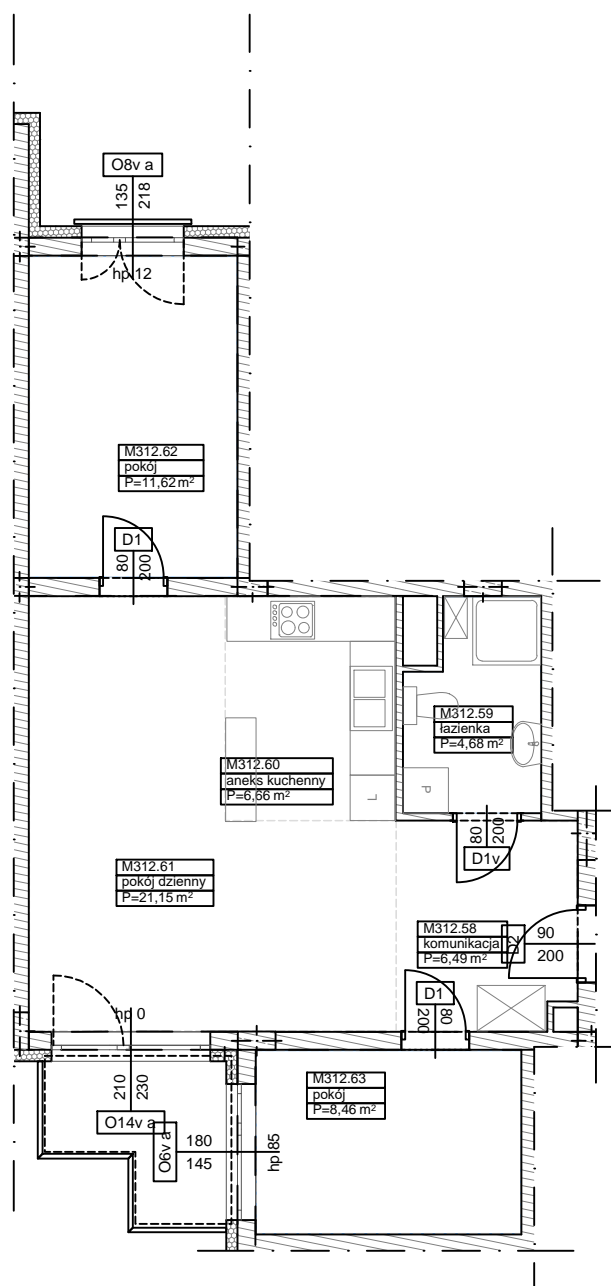 O8v a
135
218
hp 12
M312.62
pokój
P=11,62 m²
D1
80
200
M312.59
łazienka
P=4,68 m²
M312.60
aneks kuchenny
P=6,66 m²
L
P
80
200
D1v
M312.61
pokój dzienny
P=21,15 m²
M312.58
komunikacja
P=6,49 m²
D2
90
200
D1
80
200
hp 0
210
230
O14v a
O6v a
180
145
hp 85
M312.63
pokój
P=8,46 m²